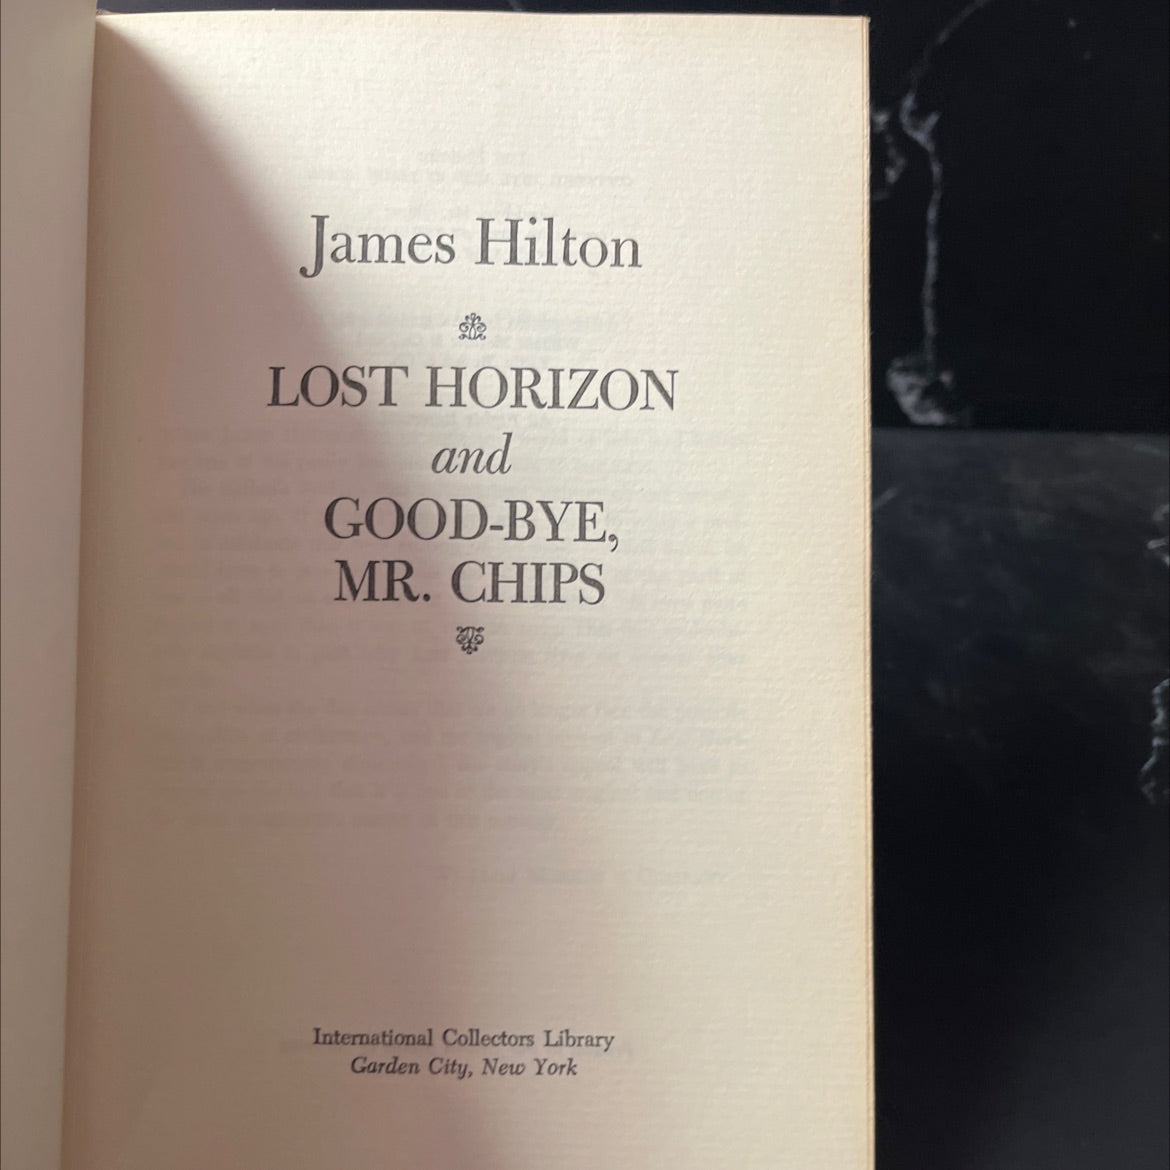 James Hilton
LOST HORIZON
and
GOOD-BYE,
MR. CHIPS
International Collectors Library
Garden City, New York